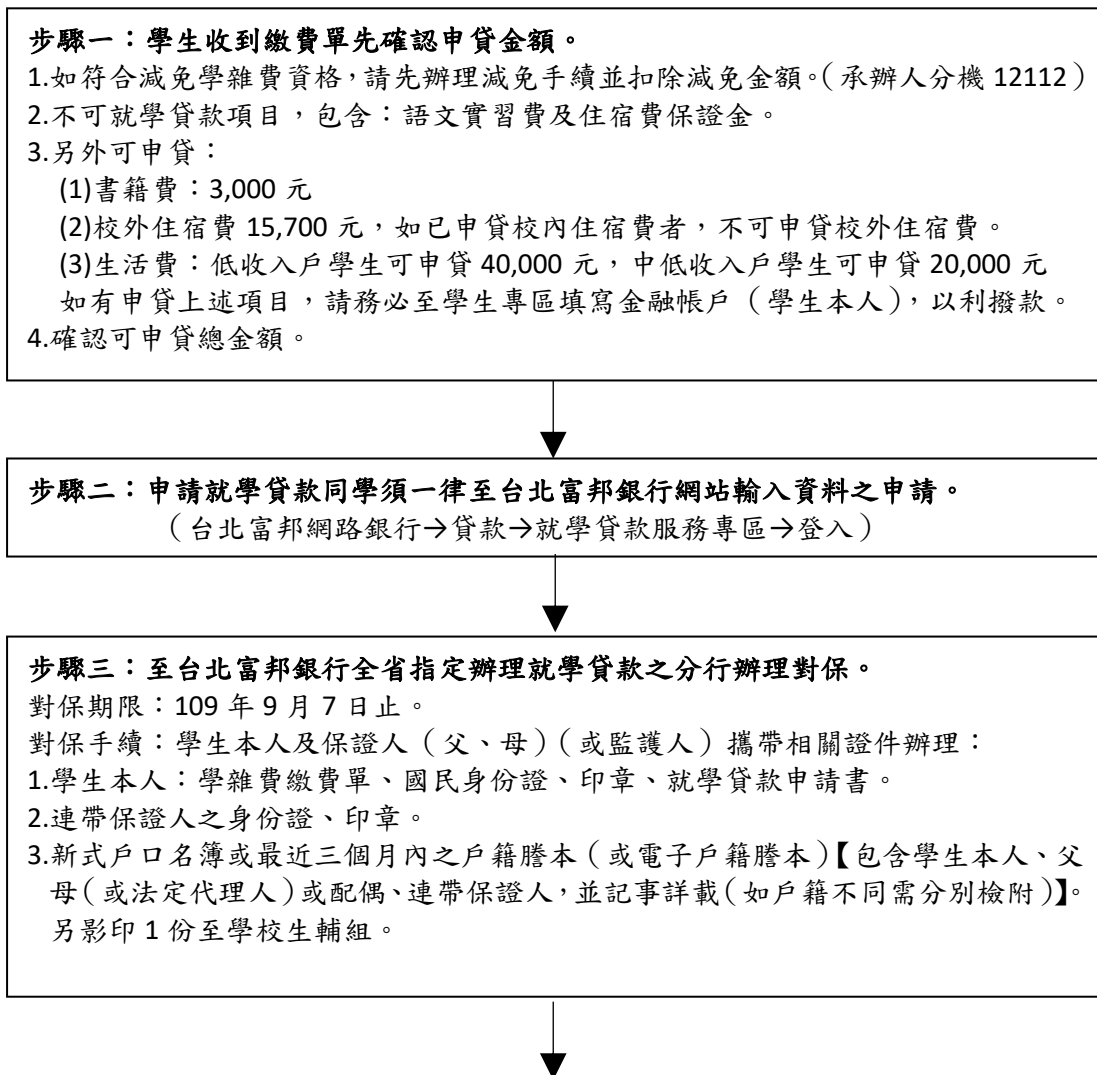 步驟一：學生收到繳費單先確認申貸金額。
1.如符合減免學雜費資格，請先辦理減免手續並扣除減免金額。（承辦人分機 12112）
2.不可就學貸款項目，包含：語文實習費及住宿費保證金。
3.另外可申貸：
(1)書籍費：3,000 元
(2)校外住宿費 15,700 元，如已申貸校內住宿費者，不可申貸校外住宿費。
(3)生活費：低收入戶學生可申貸 40,000 元，中低收入戶學生可申貸 20,000 元
如有申貸上述項目，請務必至學生專區填寫金融帳戶（學生本人），以利撥款。
4.確認可申貸總金額。
步驟二：申請就學貸款同學須一律至台北富邦銀行網站輸入資料之申請。
（台北富邦網路銀行→貸款→就學貸款服務專區→登入）
步驟三：至台北富邦銀行全省指定辦理就學貸款之分行辦理對保。
對保期限：109 年 9 月 7 日止。
對保手續：學生本人及保證人（父、母）（或監護人）攜帶相關證件辦理：
1.學生本人：學雜費繳費單、國民身份證、印章、就學貸款申請書。
2.連帶保證人之身份證、印章。
3.新式戶口名簿或最近三個月內之戶籍謄本（或電子戶籍謄本）【包含學生本人、父
母（或法定代理人）或配偶、連帶保證人，並記事詳載（如戶籍不同需分別檢附）】。
另影印 1 份至學校生輔組。